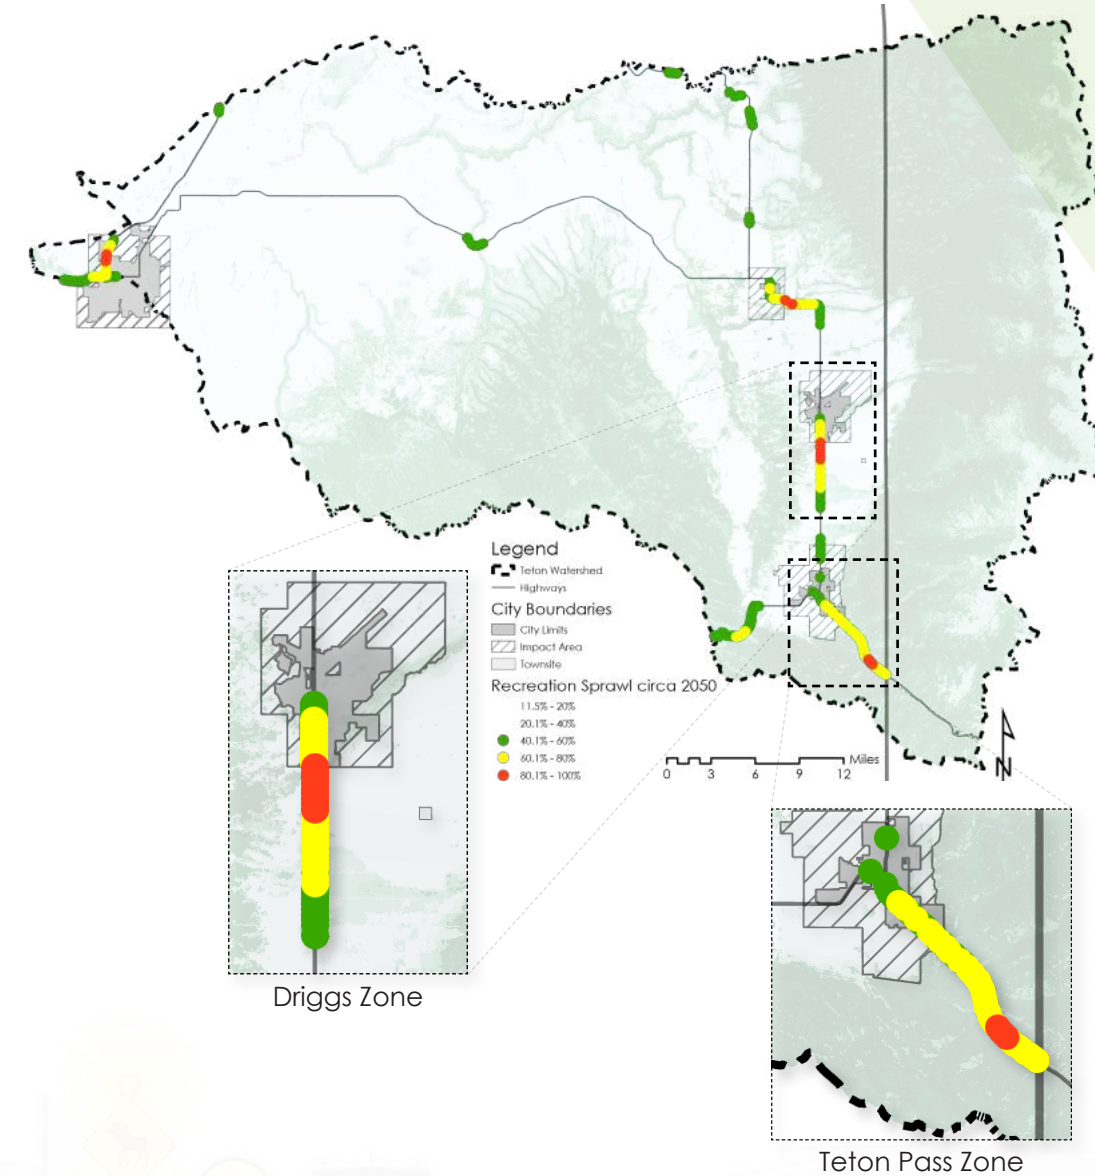 Legend
Teton Watershed
Highways
City Boundaries
City Limits
Impact Area
Townsite
Recreation Sprawl circa 2050
11.5% - 20%
20.1% - 40%
40.1% - 60%
60.1% - 80%
80.1% - 100%
Miles
0 3 6 9 12
N
Driggs Zone
Teton Pass Zone